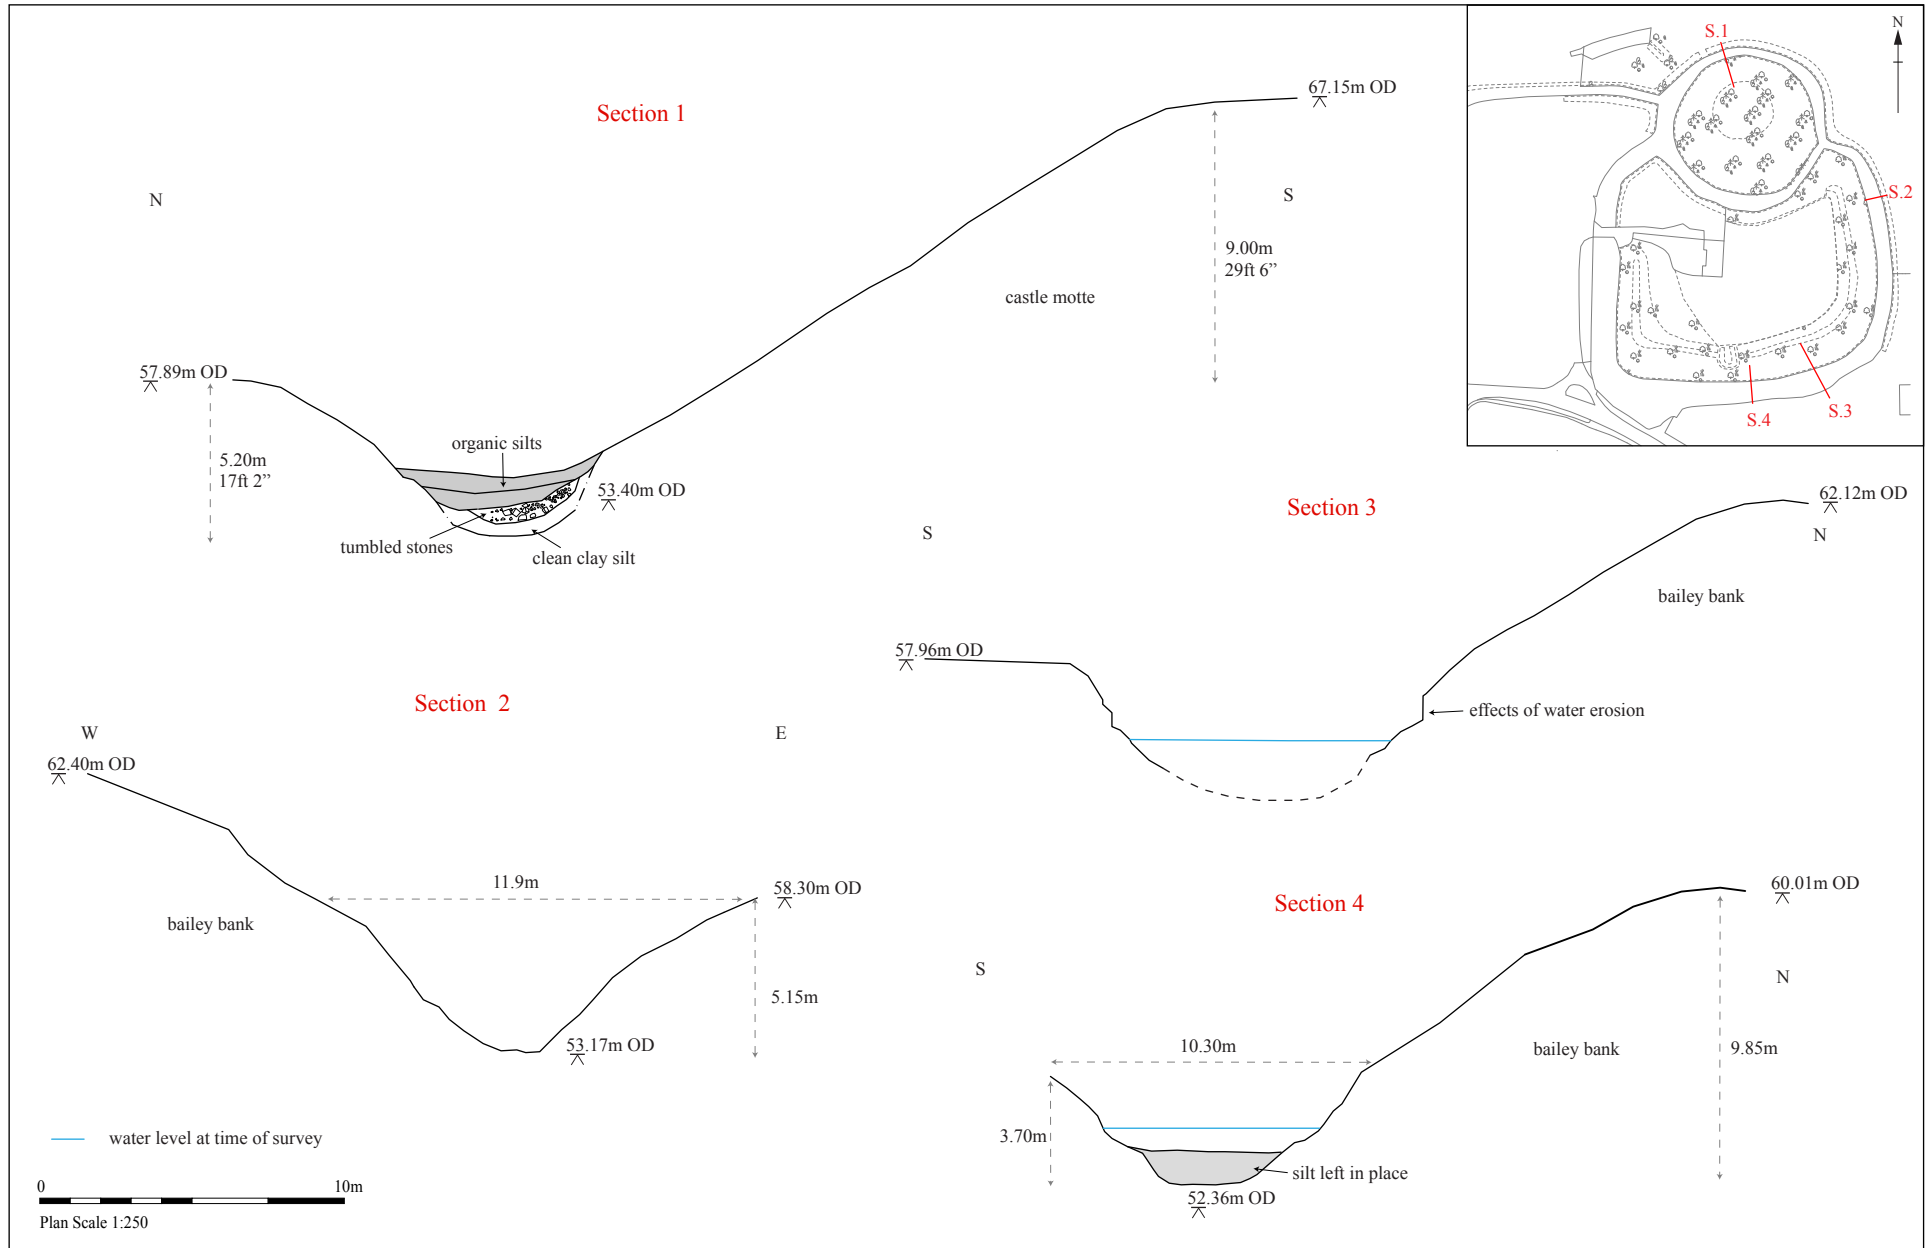 Section 1
N
S
67.15m OD
9.00m
29ft 6”
castle motte
57.89m OD
5.20m
17ft 2”
organic silts
53.40m OD
tumbled stones
clean clay silt
S.1
N
S.2
S.3
S.4
Section 3
S
N
62.12m OD
bailey bank
57.96m OD
effects of water erosion
Section 2
W
E
62.40m OD
11.9m
58.30m OD
bailey bank
5.15m
53.17m OD
Section 4
S
N
60.01m OD
10.30m
bailey bank
9.85m
3.70m
silt left in place
52.36m OD
water level at time of survey
0 10m
Plan Scale 1:250